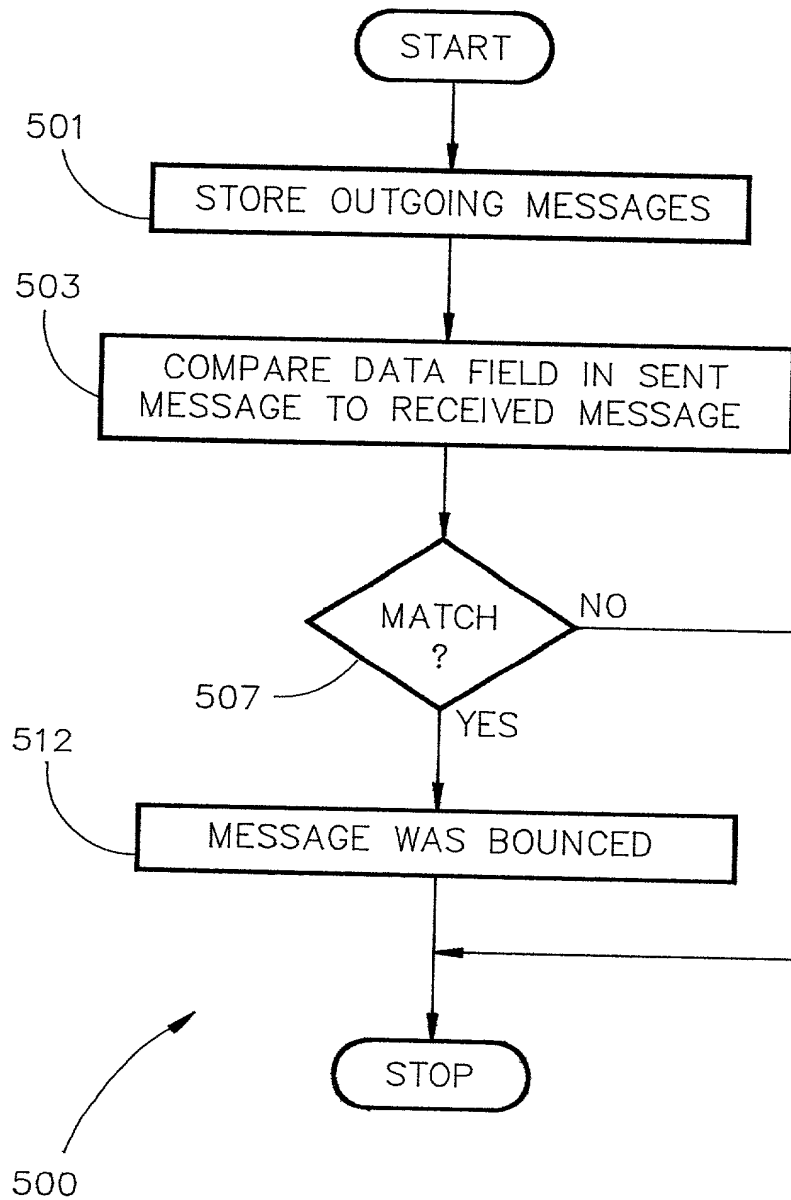 START
501
STORE OUTGOING MESSAGES
503
COMPARE DATA FIELD IN SENT
MESSAGE TO RECEIVED MESSAGE
MATCH
?
NO
507
YES
512
MESSAGE WAS BOUNCED
STOP
500